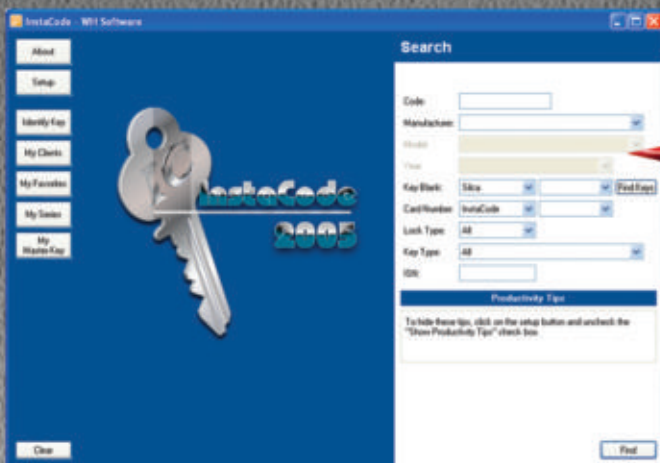 InstaCode - WH Software
About
Setup
Identify Key
My Clients
My Favorites
My Series
My Master Key
Clear
InstaCode
2005
Search
Code:
Manufacturer:
Model:
Year:
Key Blank: Silca Find Keys
Card Number: InstaCode
Lock Type: All
Key Type: All
ISN:
Productivity Tips
To hide these tips, click on the setup button and uncheck the
"Show Productivity Tips" check box.
Find